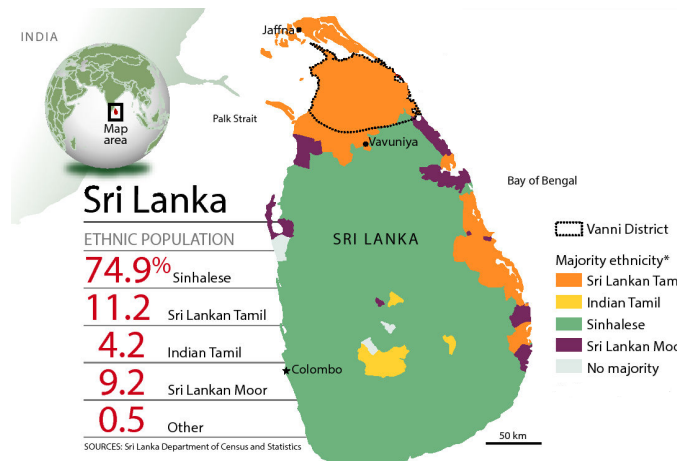 INDIA
Jaffna
Map
area
Palk Strait
Vavuniya
Bay of Bengal
Sri Lanka
ETHNIC POPULATION
74.9% Sinhalese
11.2 Sri Lankan Tamil
4.2 Indian Tamil
9.2 Sri Lankan Moor
0.5 Other
SOURCES: Sri Lanka Department of Census and Statistics
SRI LANKA
Colombo
Vanni District
Majority ethnicity*
Sri Lankan Tam
Indian Tamil
Sinhalese
Sri Lankan Moo
No majority
50 km